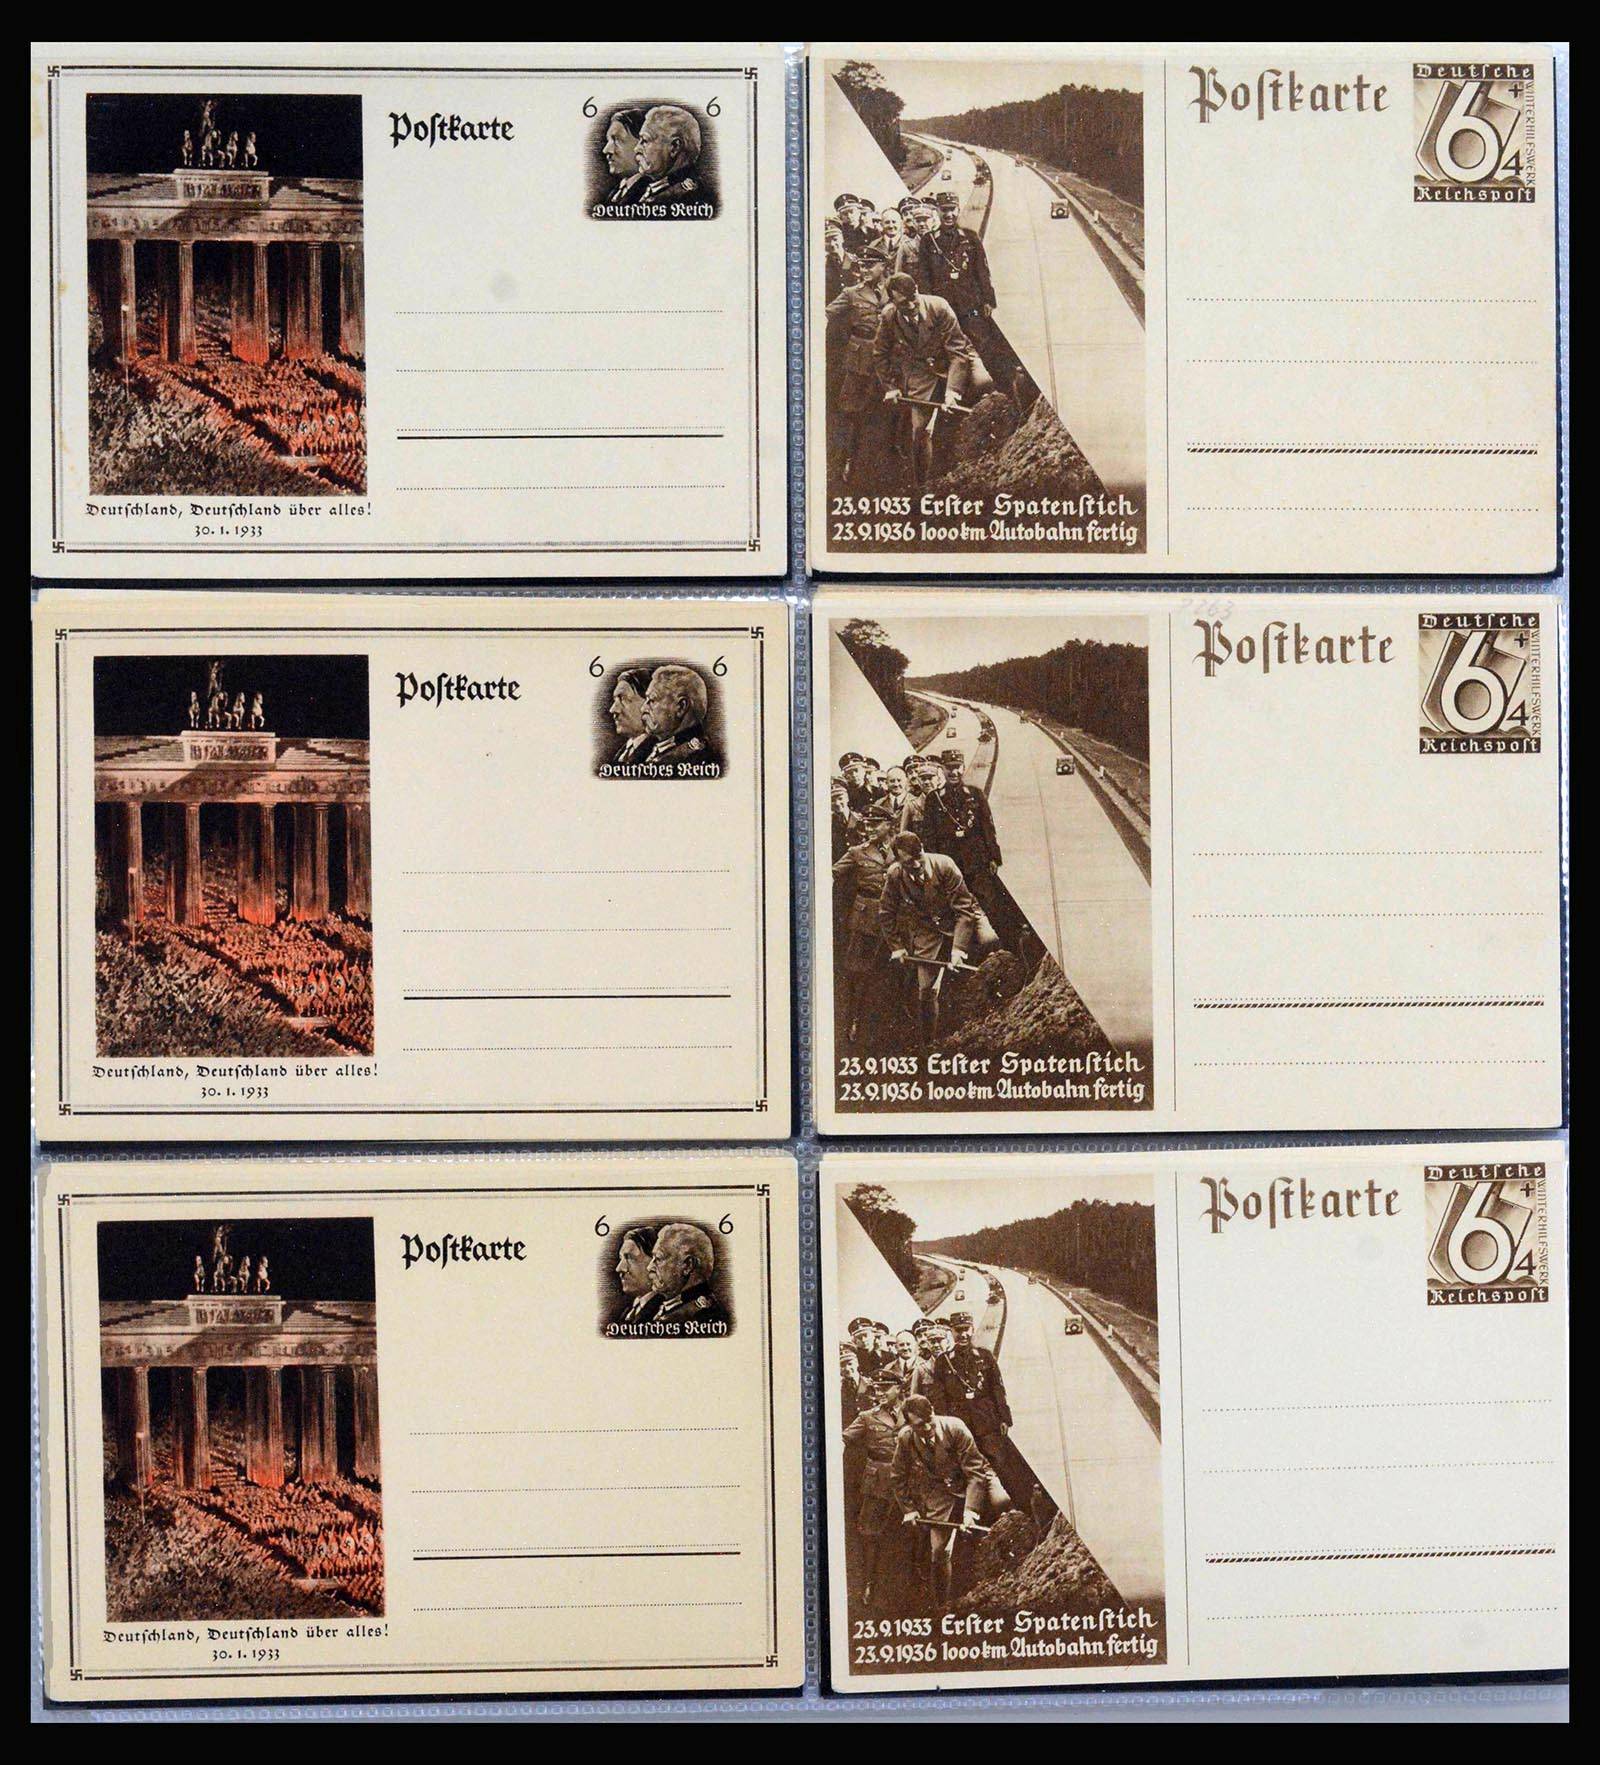 Postkarte
6 6
Deutsches Reich
Deutschland, Deutschland über alles!
30. 1. 1933
Postkarte
Deutsche
6+4
WINTERHILFSWERK
Reichspost
23.9.1933 Erster Spatenstich
23.9.1936 1000 km Autobahn fertig
Postkarte
6 6
Deutsches Reich
Deutschland, Deutschland über alles!
30. 1. 1933
Postkarte
Deutsche
6+4
WINTERHILFSWERK
Reichspost
23.9.1933 Erster Spatenstich
23.9.1936 1000 km Autobahn fertig
Postkarte
6 6
Deutsches Reich
Deutschland, Deutschland über alles!
30. 1. 1933
Postkarte
Deutsche
6+4
WINTERHILFSWERK
Reichspost
23.9.1933 Erster Spatenstich
23.9.1936 1000 km Autobahn fertig